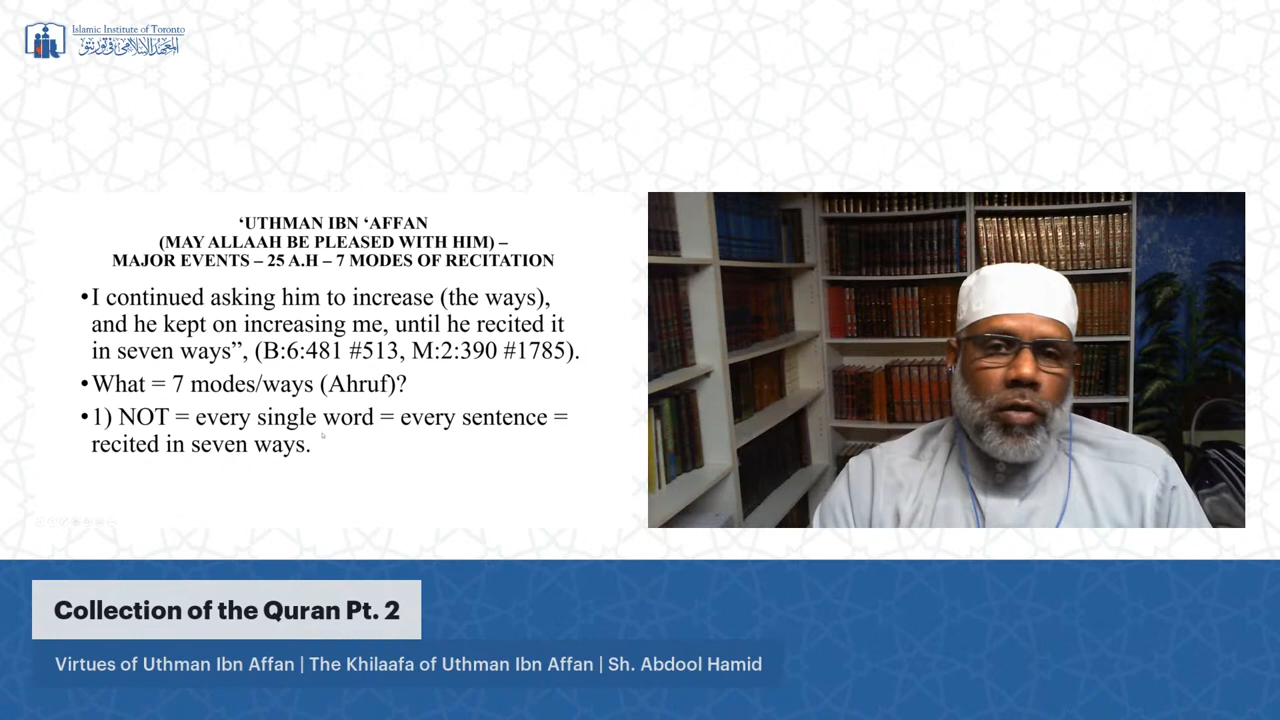 Islamic Institute of Toronto
المعهد الإسلامي في تورنتو
‘UTHMAN IBN ‘AFFAN
(MAY ALLAAH BE PLEASED WITH HIM) –
MAJOR EVENTS – 25 A.H – 7 MODES OF RECITATION
•I continued asking him to increase (the ways),
and he kept on increasing me, until he recited it
in seven ways”, (B:6:481 #513, M:2:390 #1785).
•What = 7 modes/ways (Ahruf)?
•1) NOT = every single word = every sentence =
recited in seven ways.
Collection of the Quran Pt. 2
Virtues of Uthman Ibn Affan | The Khilaafa of Uthman Ibn Affan | Sh. Abdool Hamid